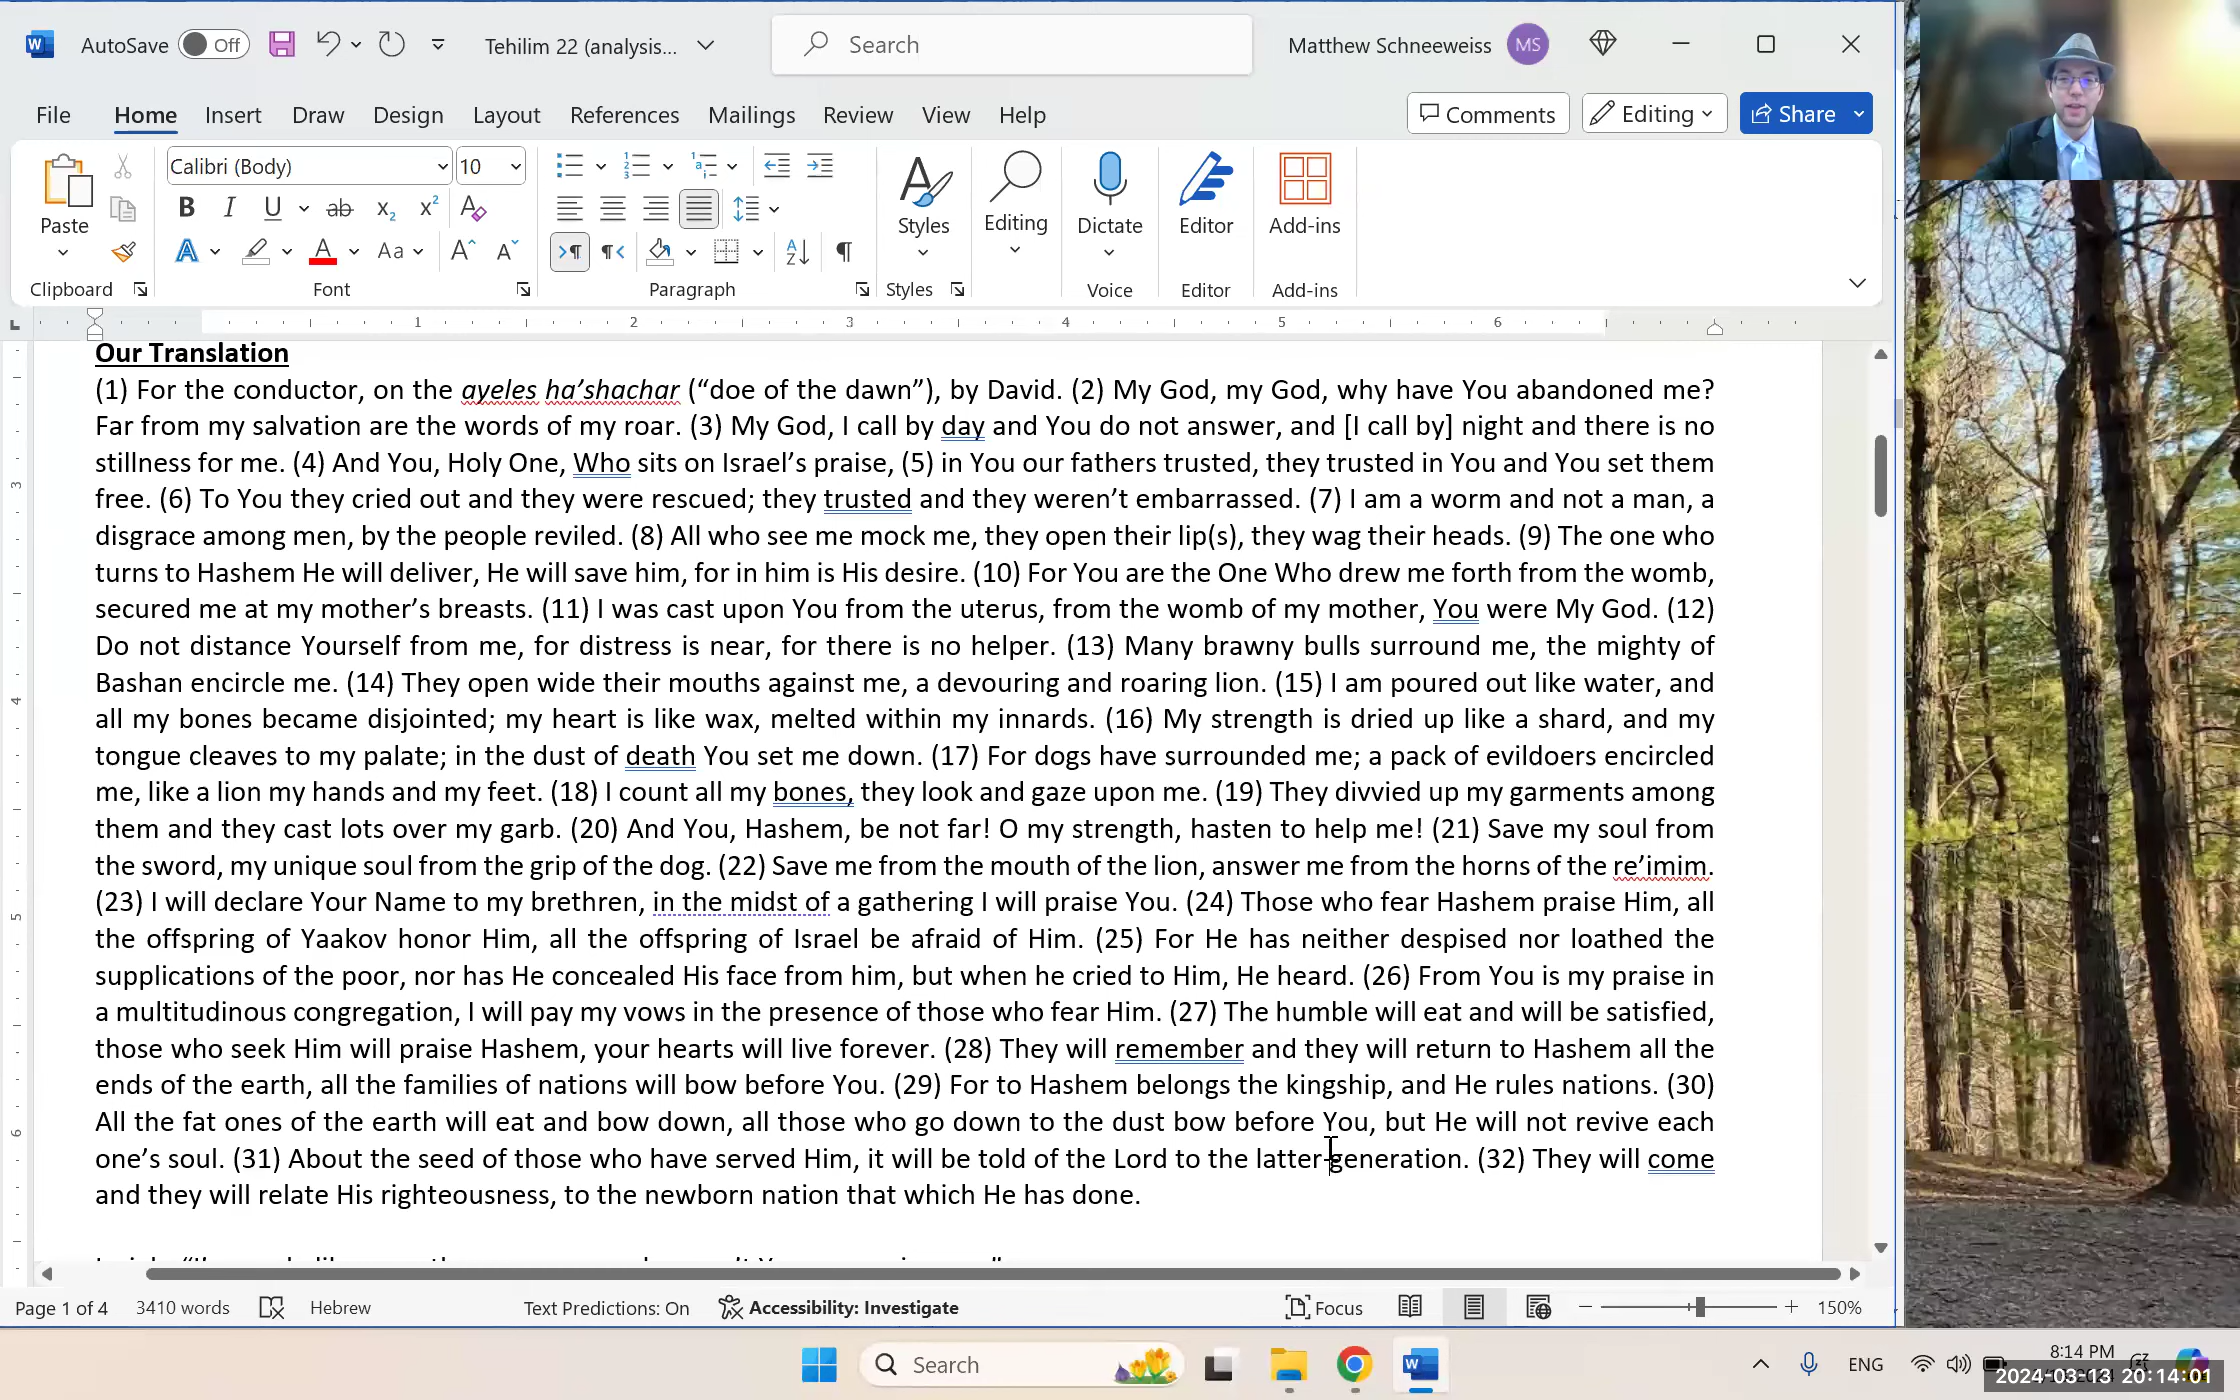 AutoSave Off Tehilim 22 (analysis... Search Matthew Schneeweiss MS
File Home Insert Draw Design Layout References Mailings Review View Help Comments Editing Share
Calibri (Body) 10
Paste Styles Editing Dictate Editor Add-ins
Clipboard Font Paragraph Styles Voice Editor Add-ins
1 2 3 4 5 6
Our Translation
(1) For the conductor, on the ayeles ha’shachar (“doe of the dawn”), by David. (2) My God, my God, why have You abandoned me?
Far from my salvation are the words of my roar. (3) My God, I call by day and You do not answer, and [I call by] night and there is no
stillness for me. (4) And You, Holy One, Who sits on Israel’s praise, (5) in You our fathers trusted, they trusted in You and You set them
free. (6) To You they cried out and they were rescued; they trusted and they weren’t embarrassed. (7) I am a worm and not a man, a
disgrace among men, by the people reviled. (8) All who see me mock me, they open their lip(s), they wag their heads. (9) The one who
turns to Hashem He will deliver, He will save him, for in him is His desire. (10) For You are the One Who drew me forth from the womb,
secured me at my mother’s breasts. (11) I was cast upon You from the uterus, from the womb of my mother, You were My God. (12)
Do not distance Yourself from me, for distress is near, for there is no helper. (13) Many brawny bulls surround me, the mighty of
Bashan encircle me. (14) They open wide their mouths against me, a devouring and roaring lion. (15) I am poured out like water, and
all my bones became disjointed; my heart is like wax, melted within my innards. (16) My strength is dried up like a shard, and my
tongue cleaves to my palate; in the dust of death You set me down. (17) For dogs have surrounded me; a pack of evildoers encircled
me, like a lion my hands and my feet. (18) I count all my bones, they look and gaze upon me. (19) They divvied up my garments among
them and they cast lots over my garb. (20) And You, Hashem, be not far! O my strength, hasten to help me! (21) Save my soul from
the sword, my unique soul from the grip of the dog. (22) Save me from the mouth of the lion, answer me from the horns of the re’imim.
(23) I will declare Your Name to my brethren, in the midst of a gathering I will praise You. (24) Those who fear Hashem praise Him, all
the offspring of Yaakov honor Him, all the offspring of Israel be afraid of Him. (25) For He has neither despised nor loathed the
supplications of the poor, nor has He concealed His face from him, but when he cried to Him, He heard. (26) From You is my praise in
a multitudinous congregation, I will pay my vows in the presence of those who fear Him. (27) The humble will eat and will be satisfied,
those who seek Him will praise Hashem, your hearts will live forever. (28) They will remember and they will return to Hashem all the
ends of the earth, all the families of nations will bow before You. (29) For to Hashem belongs the kingship, and He rules nations. (30)
All the fat ones of the earth will eat and bow down, all those who go down to the dust bow before You, but He will not revive each
one’s soul. (31) About the seed of those who have served Him, it will be told of the Lord to the latter generation. (32) They will come
and they will relate His righteousness, to the newborn nation that which He has done.
Page 1 of 4 3410 words Hebrew Text Predictions: On Accessibility: Investigate Focus 150%
Search ENG 8:14 PM
2024-03-13 20:14:01